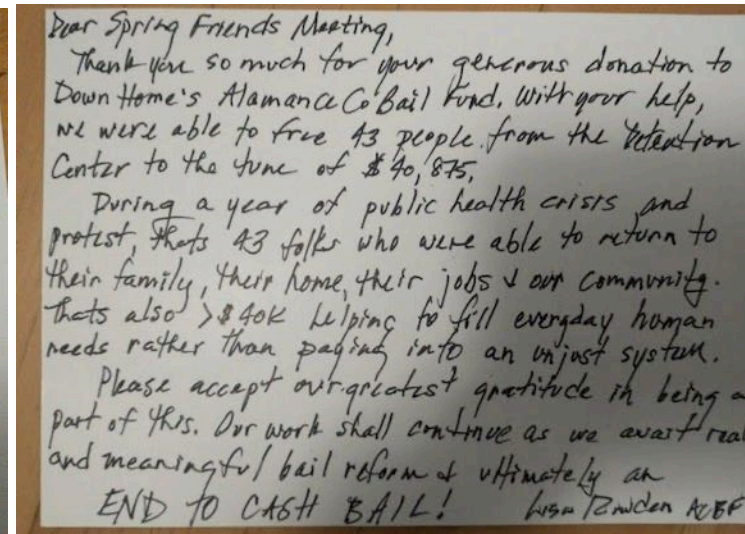 Dear Spring Friends Meeting,
Thank you so much for your generous donation to
Down Home's Alamance Co Bail Fund. With your help,
we were able to free 43 people from the Detention
Center to the tune of $40,875.
During a year of public health crisis and
protest, thats 43 folks who were able to return to
their family, their home, their jobs & our community.
Thats also >$40K helping to fill everyday human
needs rather than paying into an unjust system.
Please accept our greatest gratitude in being a
part of this. Our work shall continue as we await real
and meaningful bail reform & ultimately an
END TO CASH BAIL! Lisa ACBF